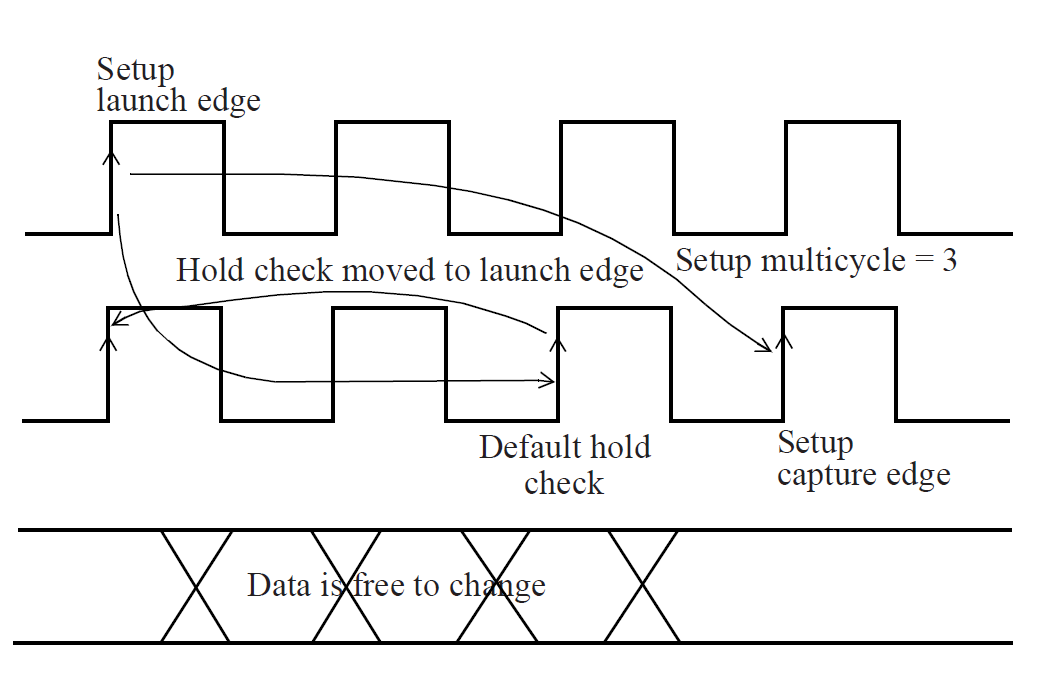 Setup
launch edge
Hold check moved to launch edge
Setup multicycle = 3
Default hold
check
Setup
capture edge
Data is free to change